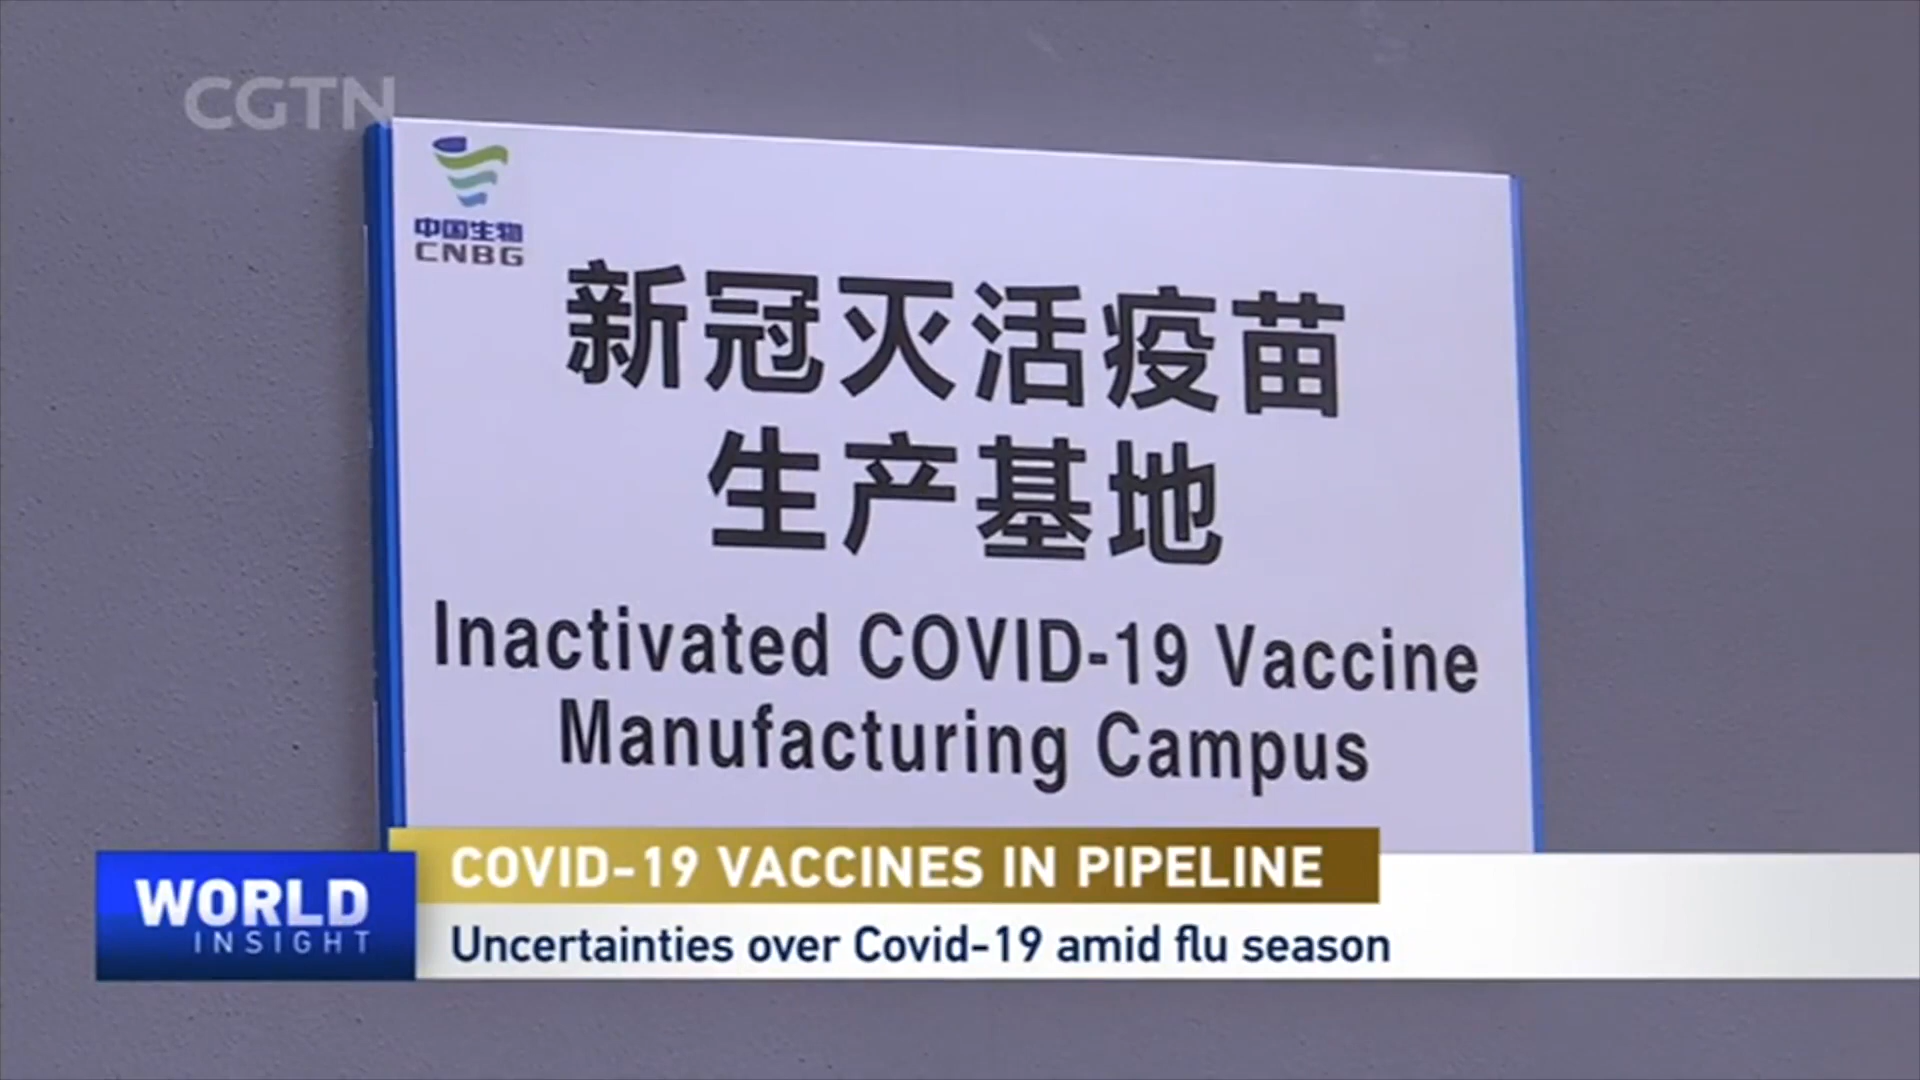 CGTN
中国生物
CNBG
新冠灭活疫苗
生产基地
Inactivated COVID-19 Vaccine
Manufacturing Campus
COVID-19 VACCINES IN PIPELINE
WORLD
INSIGHT
Uncertainties over Covid-19 amid flu season